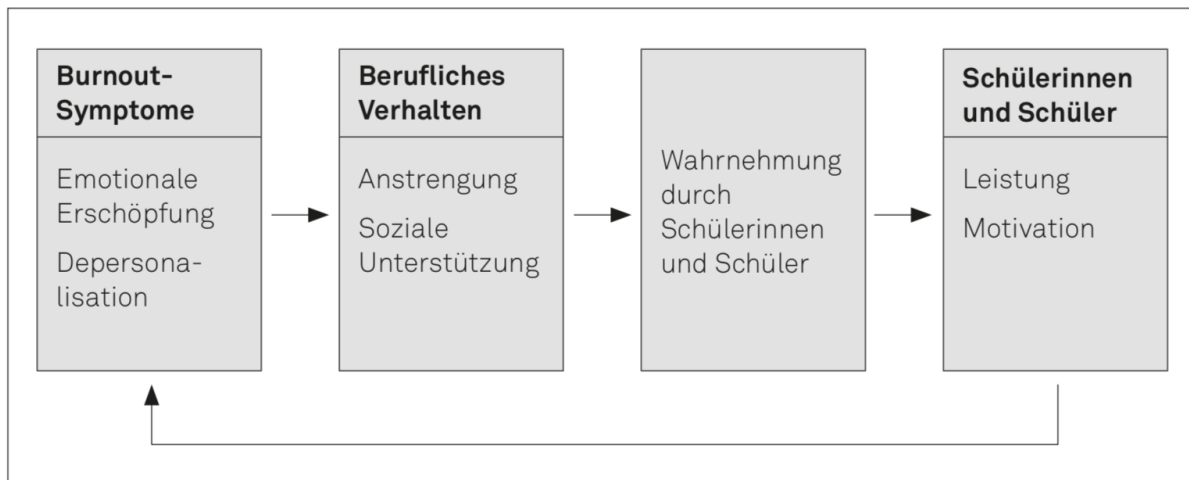 Burnout-
Symptome
Emotionale
Erschöpfung
Depersona-
lisation
Berufliches
Verhalten
Anstrengung
Soziale
Unterstützung
Wahrnehmung
durch
Schülerinnen
und Schüler
Schülerinnen
und Schüler
Leistung
Motivation